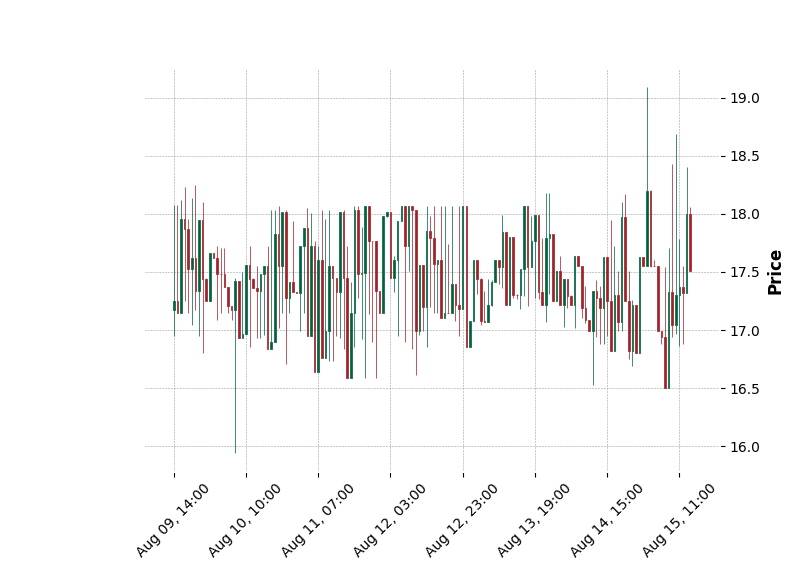 19.0
18.5
18.0
17.5
17.0
16.5
16.0
Price
Aug 09, 14:00
Aug 10, 10:00
Aug 11, 07:00
Aug 12, 03:00
Aug 12, 23:00
Aug 13, 19:00
Aug 14, 15:00
Aug 15, 11:00